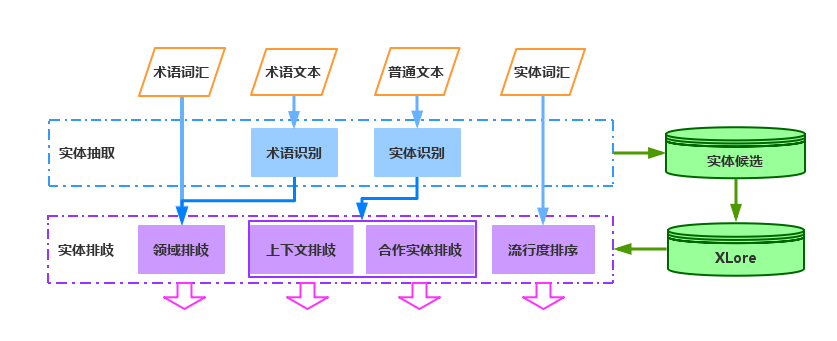 术语词汇
术语文本
普通文本
实体词汇
实体抽取
术语识别
实体识别
实体候选
实体排歧
领域排歧
上下文排歧
合作实体排歧
流行度排序
XLore